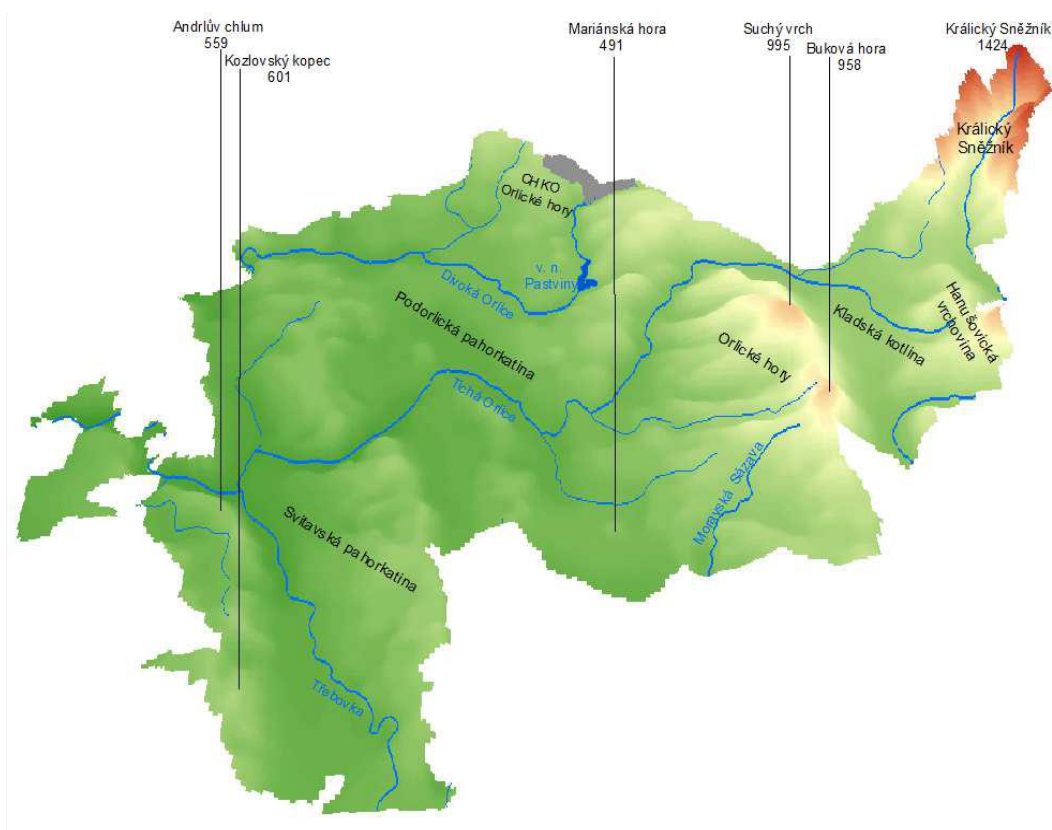 Andrlův chlum
559
Kozlovský kopec
601
Mariánská hora
491
Suchý vrch
995
Buková hora
958
Králický Sněžník
1424
Králický
Sněžník
CHKO
Orlické hory
v. n.
Pastviny
Divoká Orlice
Podorlická pahorkatina
Tichá Orlice
Orlické hory
Kladská kotlina
Hanušovická
vrchovina
Moravská Sázava
Svitavská pahorkatina
Třebovka